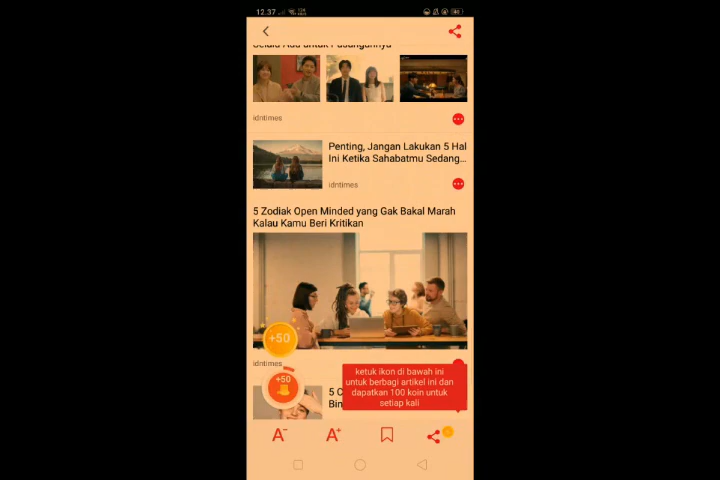 12.37
Selalu Ada untuk Pasangannya
idntimes
Penting, Jangan Lakukan 5 Hal
Ini Ketika Sahabatmu Sedang...
idntimes
5 Zodiak Open Minded yang Gak Bakal Marah
Kalau Kamu Beri Kritikan
+50
idntimes
+50
ketuk ikon di bawah ini
untuk berbagi artikel ini dan
dapatkan 100 koin untuk
setiap kali
5 C
Bin
A-
A+